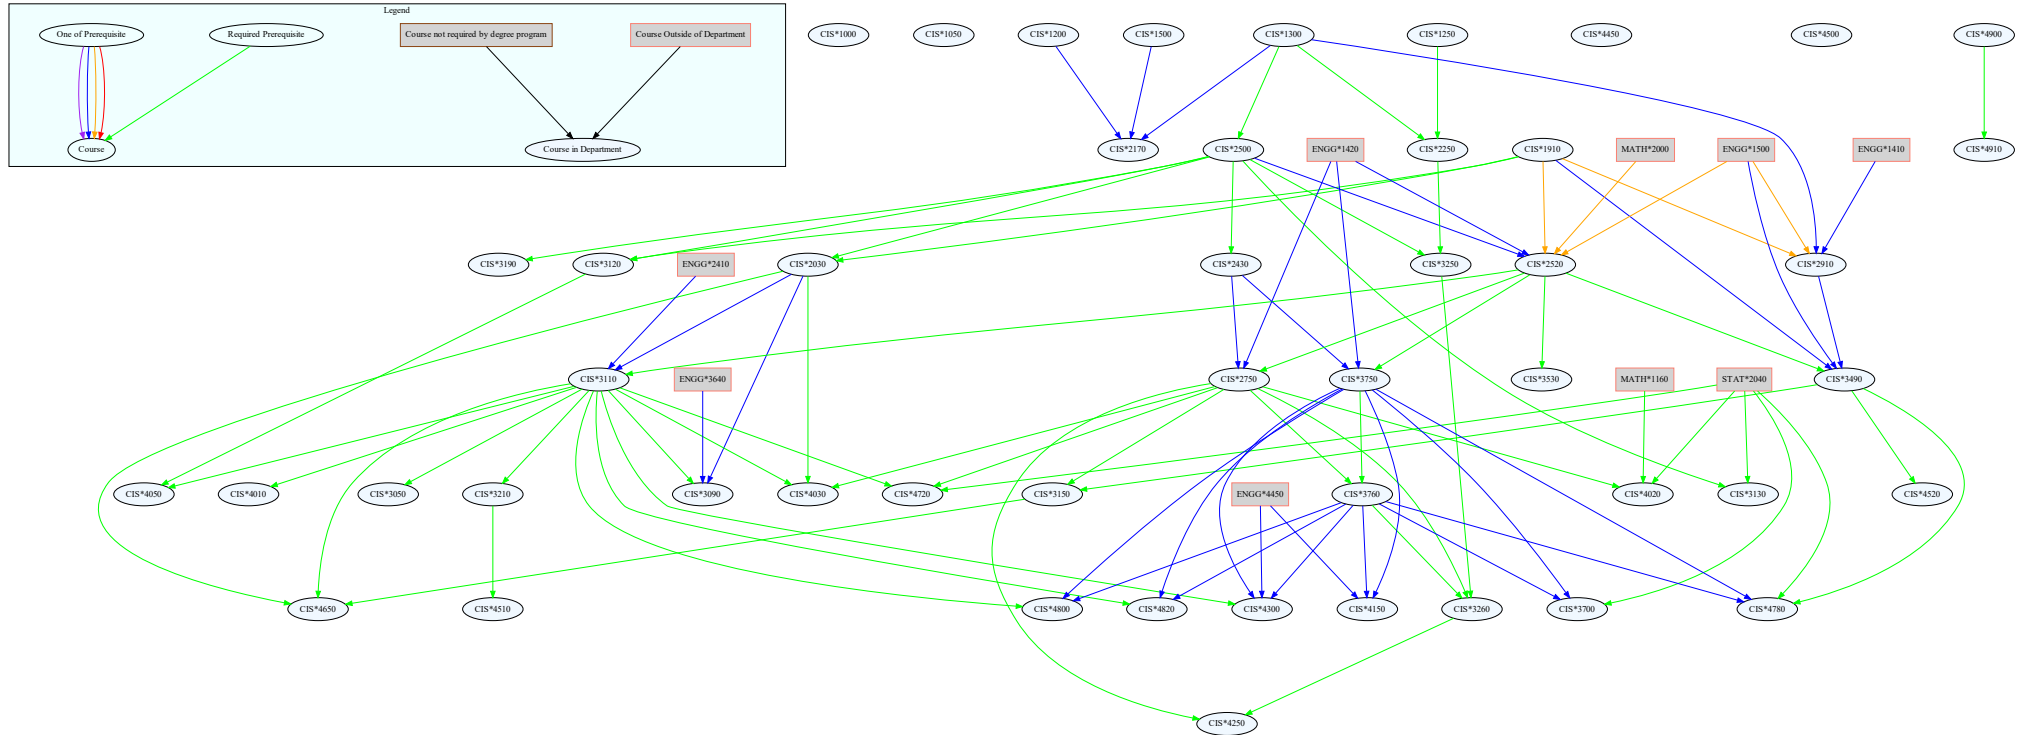 Legend
One of Prerequisite
Required Prerequisite
Course not required by degree program
Course Outside of Department
CIS*1000
CIS*1050
CIS*1200
CIS*1500
CIS*1300
CIS*1250
CIS*4450
CIS*4500
CIS*4900
Course
Course in Department
CIS*2170
CIS*2500
ENGG*1420
CIS*2250
CIS*1910
MATH*2000
ENGG*1500
ENGG*1410
CIS*4910
CIS*3190
CIS*3120
ENGG*2410
CIS*2030
CIS*2430
CIS*3250
CIS*2520
CIS*2910
CIS*3110
ENGG*3640
CIS*2750
CIS*3750
CIS*3530
MATH*1160
STAT*2040
CIS*3490
CIS*4050
CIS*4010
CIS*3050
CIS*3210
CIS*3090
CIS*4030
CIS*4720
CIS*3150
ENGG*4450
CIS*3760
CIS*4020
CIS*3130
CIS*4520
CIS*4650
CIS*4510
CIS*4800
CIS*4820
CIS*4300
CIS*4150
CIS*3260
CIS*3700
CIS*4780
CIS*4250